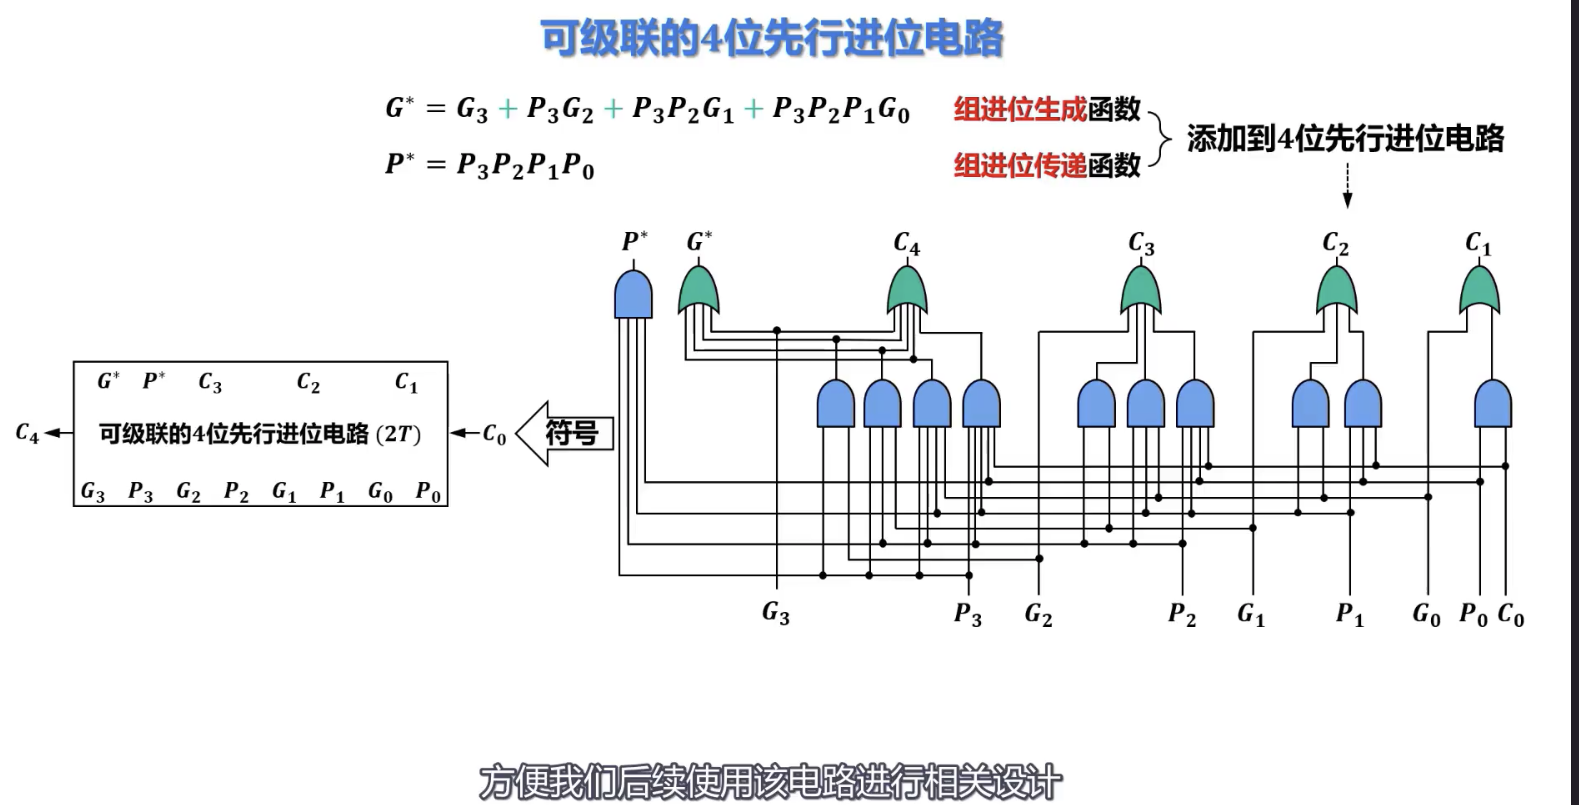 可级联的4位先行进位电路
G* = G₃ + P₃G₂ + P₃P₂G₁ + P₃P₂P₁G₀ 组进位生成函数
P* = P₃P₂P₁P₀ 组进位传递函数
添加到4位先行进位电路
P* G* C₄ C₃ C₂ C₁
G* P* C₃ C₂ C₁
C₄ 可级联的4位先行进位电路 (2T) C₀ 符号
G₃ P₃ G₂ P₂ G₁ P₁ G₀ P₀
G₃ P₃ G₂ P₂ G₁ P₁ G₀ P₀ C₀
方便我们后续使用该电路进行相关设计